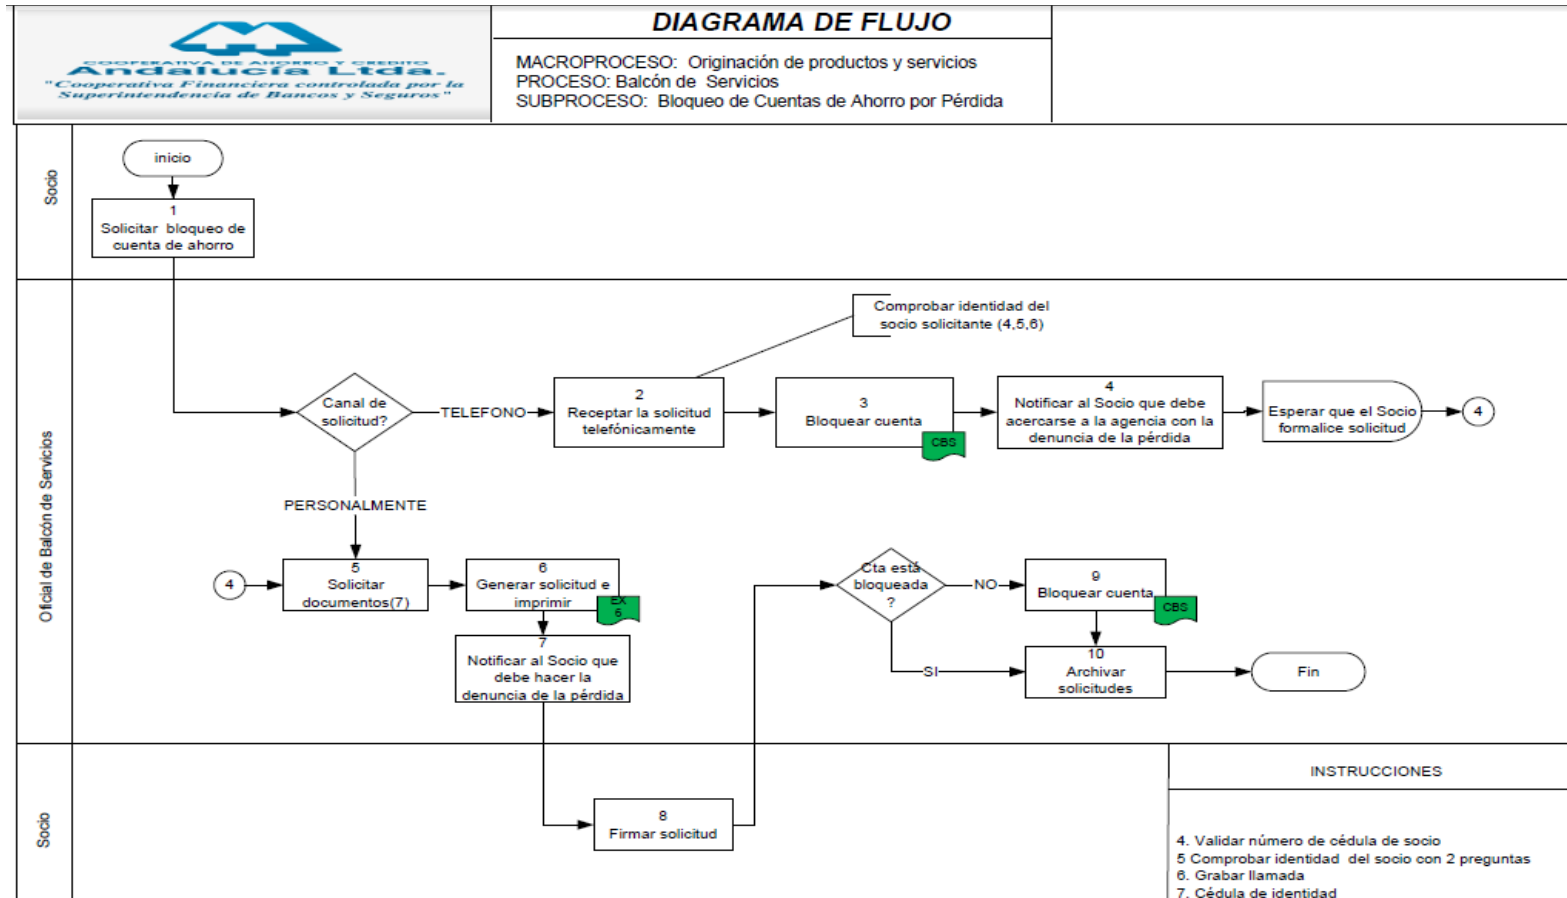 DIAGRAMA DE FLUJO
COOPERATIVA DE AHORRO Y CREDITO
Andalucía Ltda.
"Cooperativa Financiera controlada por la
Superintendencia de Bancos y Seguros"
MACROPROCESO: Originación de productos y servicios
PROCESO: Balcón de Servicios
SUBPROCESO: Bloqueo de Cuentas de Ahorro por Pérdida
Socio
inicio
1
Solicitar bloqueo de
cuenta de ahorro
Oficial de Balcón de Servicios
Comprobar identidad del
socio solicitante (4,5,6)
Canal de
solicitud?
TELEFONO
2
Receptar la solicitud
telefónicamente
3
Bloquear cuenta
CBS
4
Notificar al Socio que debe
acercarse a la agencia con la
denuncia de la pérdida
Esperar que el Socio
formalice solicitud
4
PERSONALMENTE
4
5
Solicitar
documentos(7)
6
Generar solicitud e
imprimir
EX
5
7
Notificar al Socio que
debe hacer la
denuncia de la pérdida
Cta está
bloqueada
?
NO
9
Bloquear cuenta
CBS
SI
10
Archivar
solicitudes
Fin
Socio
8
Firmar solicitud
INSTRUCCIONES
4. Validar número de cédula de socio
5 Comprobar identidad del socio con 2 preguntas
6. Grabar llamada
7. Cédula de identidad